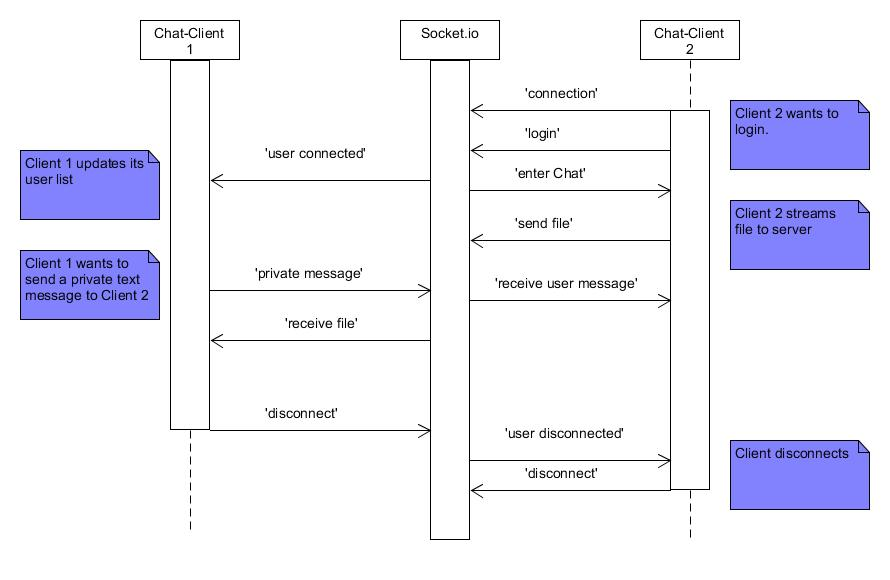 Chat-Client
1
Socket.io
Chat-Client
2
'connection'
Client 2 wants to
login.
'login'
'user connected'
Client 1 updates its
user list
'enter Chat'
Client 2 streams
file to server
'send file'
Client 1 wants to
send a private text
message to Client 2
'private message'
'receive user message'
'receive file'
'disconnect'
'user disconnected'
Client disconnects
'disconnect'